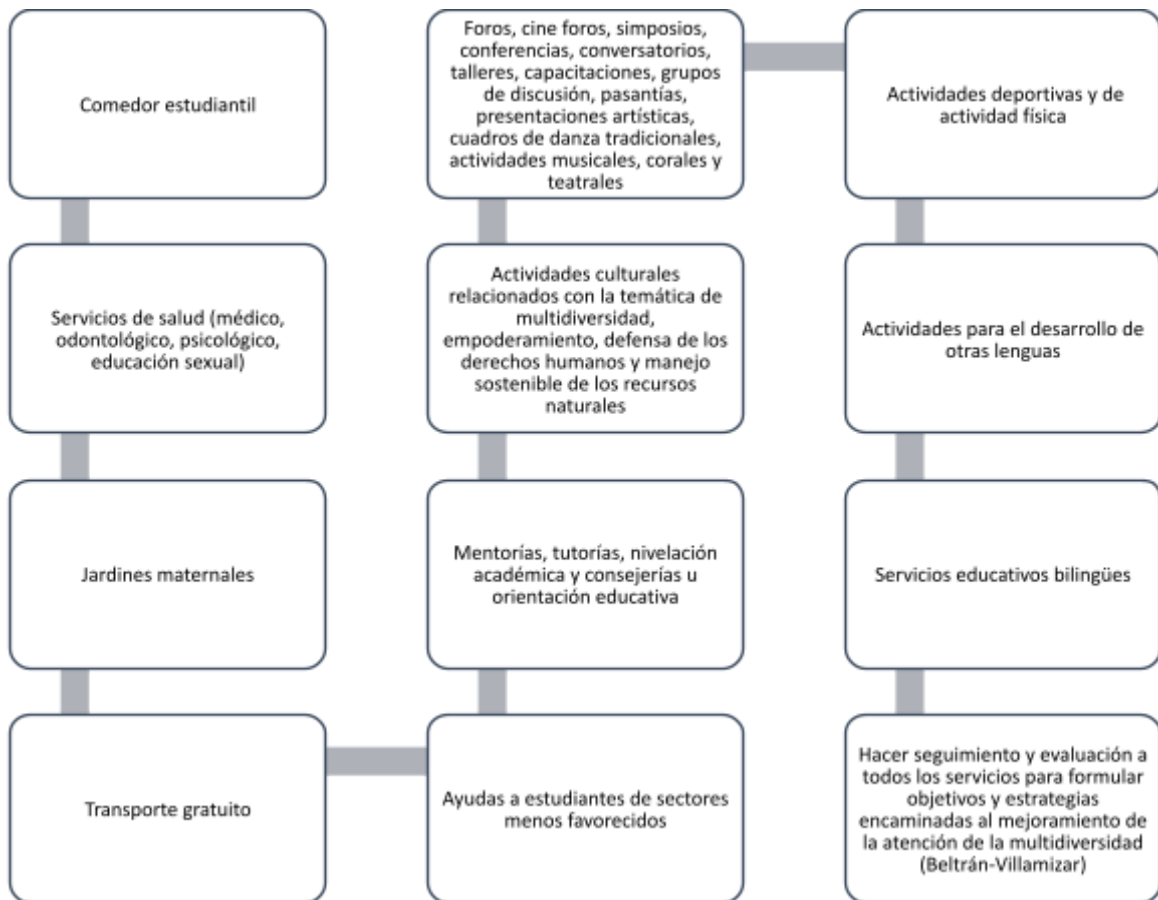 Comedor estudiantil
Servicios de salud (médico,
odontológico, psicológico,
educación sexual)
Jardines maternales
Transporte gratuito
Ayudas a estudiantes de sectores
menos favorecidos
Mentorías, tutorías, nivelación
académica y consejerías u
orientación educativa
Actividades culturales
relacionados con la temática de
multidiversidad,
empoderamiento, defensa de los
derechos humanos y manejo
sostenible de los recursos
naturales
Foros, cine foros, simposios,
conferencias, conversatorios,
talleres, capacitaciones, grupos
de discusión, pasantías,
presentaciones artísticas,
cuadros de danza tradicionales,
actividades musicales, corales y
teatrales
Actividades deportivas y de
actividad física
Actividades para el desarrollo de
otras lenguas
Servicios educativos bilingües
Hacer seguimiento y evaluación a
todos los servicios para formular
objetivos y estrategias
encaminadas al mejoramiento de
la atención de la multidiversidad
(Beltrán-Villamizar)